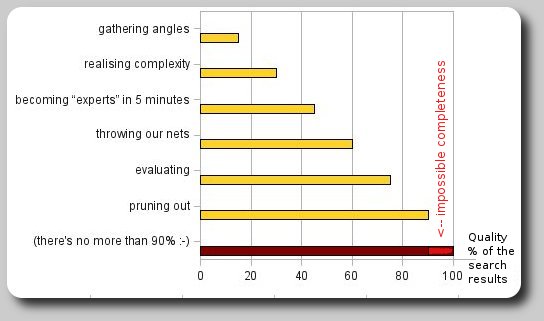 gathering angles
realising complexity
becoming “experts” in 5 minutes
throwing our nets
evaluating
pruning out
(there's no more than 90% :-)
<-- impossible completeness
0 20 40 60 80 100
Quality
% of the
search
results